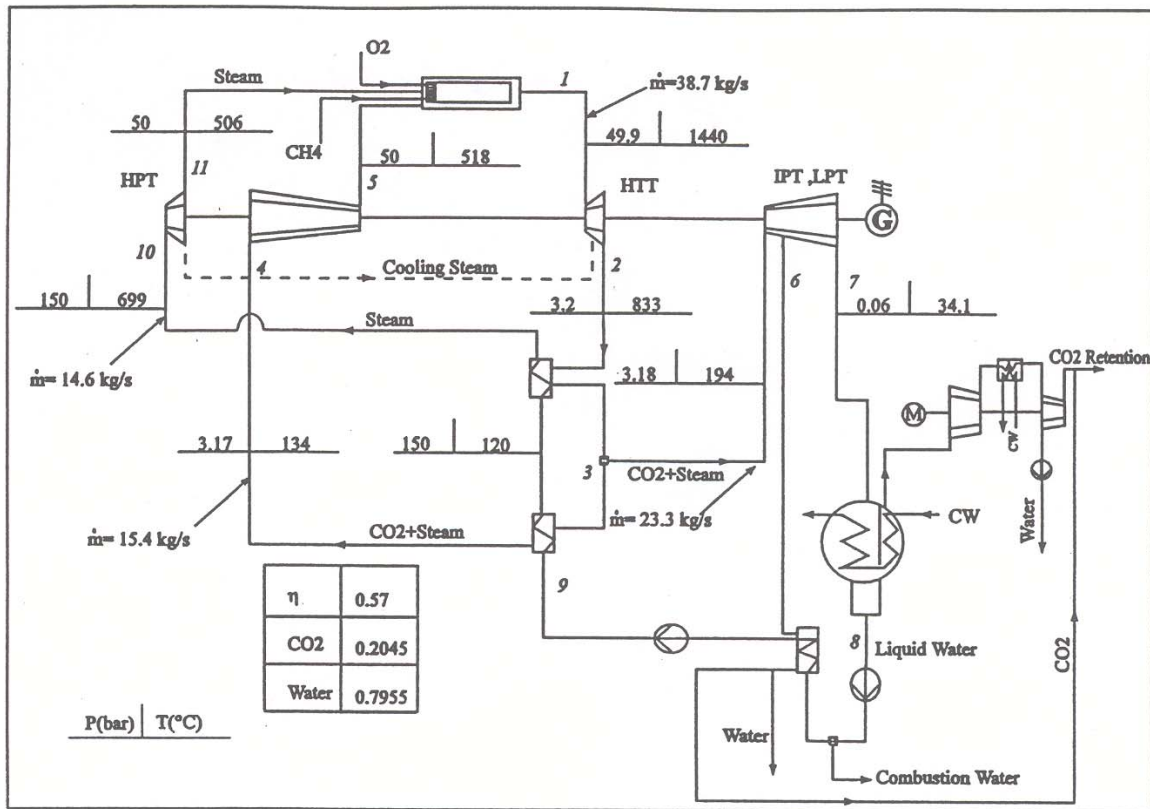 O2
Steam
1
ṁ=38.7 kg/s
50 506
CH4
49.9 1440
11
50 518
HPT
5
HTT
IPT ,LPT
G
10
4
Cooling Steam
2
6
7
150 699
3.2 833
0.06 34.1
Steam
CO2 Retention
3.18 194
M
ṁ= 14.6 kg/s
cw
3.17 134
150 120
3
CO2+Steam
Water
ṁ= 15.4 kg/s
CO2+Steam
ṁ= 23.3 kg/s
CW
9
η 0.57
CO2 0.2045
Water 0.7955
8
Liquid Water
CO2
P(bar) T(°C)
Water
Combustion Water